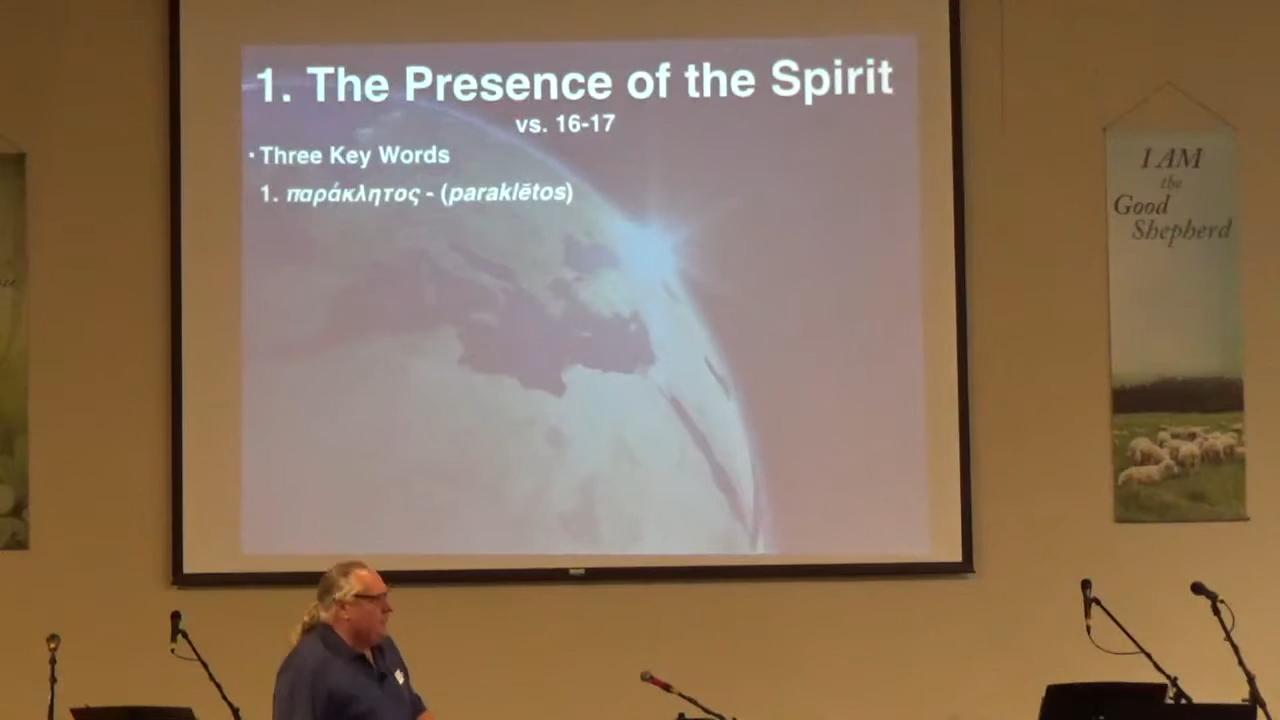 1. The Presence of the Spirit
vs. 16-17
· Three Key Words
1. παράκλητος - (paraklētos)
I AM
the
Good
Shepherd